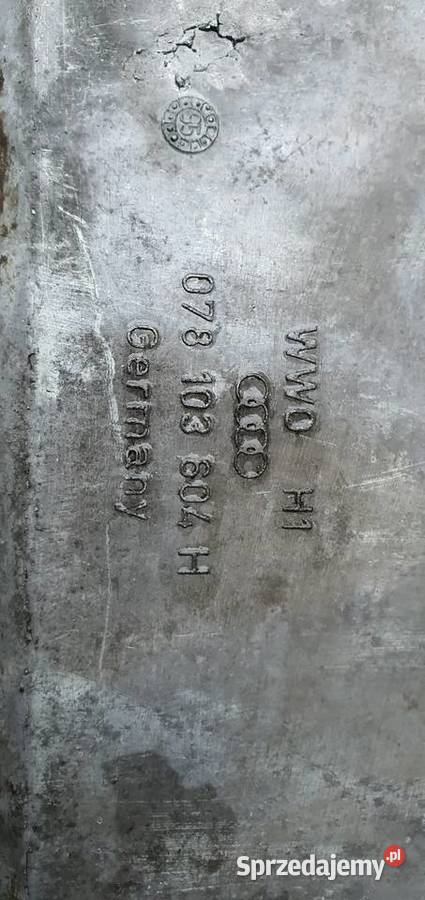 95
WWO H1
078 103 604 H
Germany
Sprzedajemy.pl